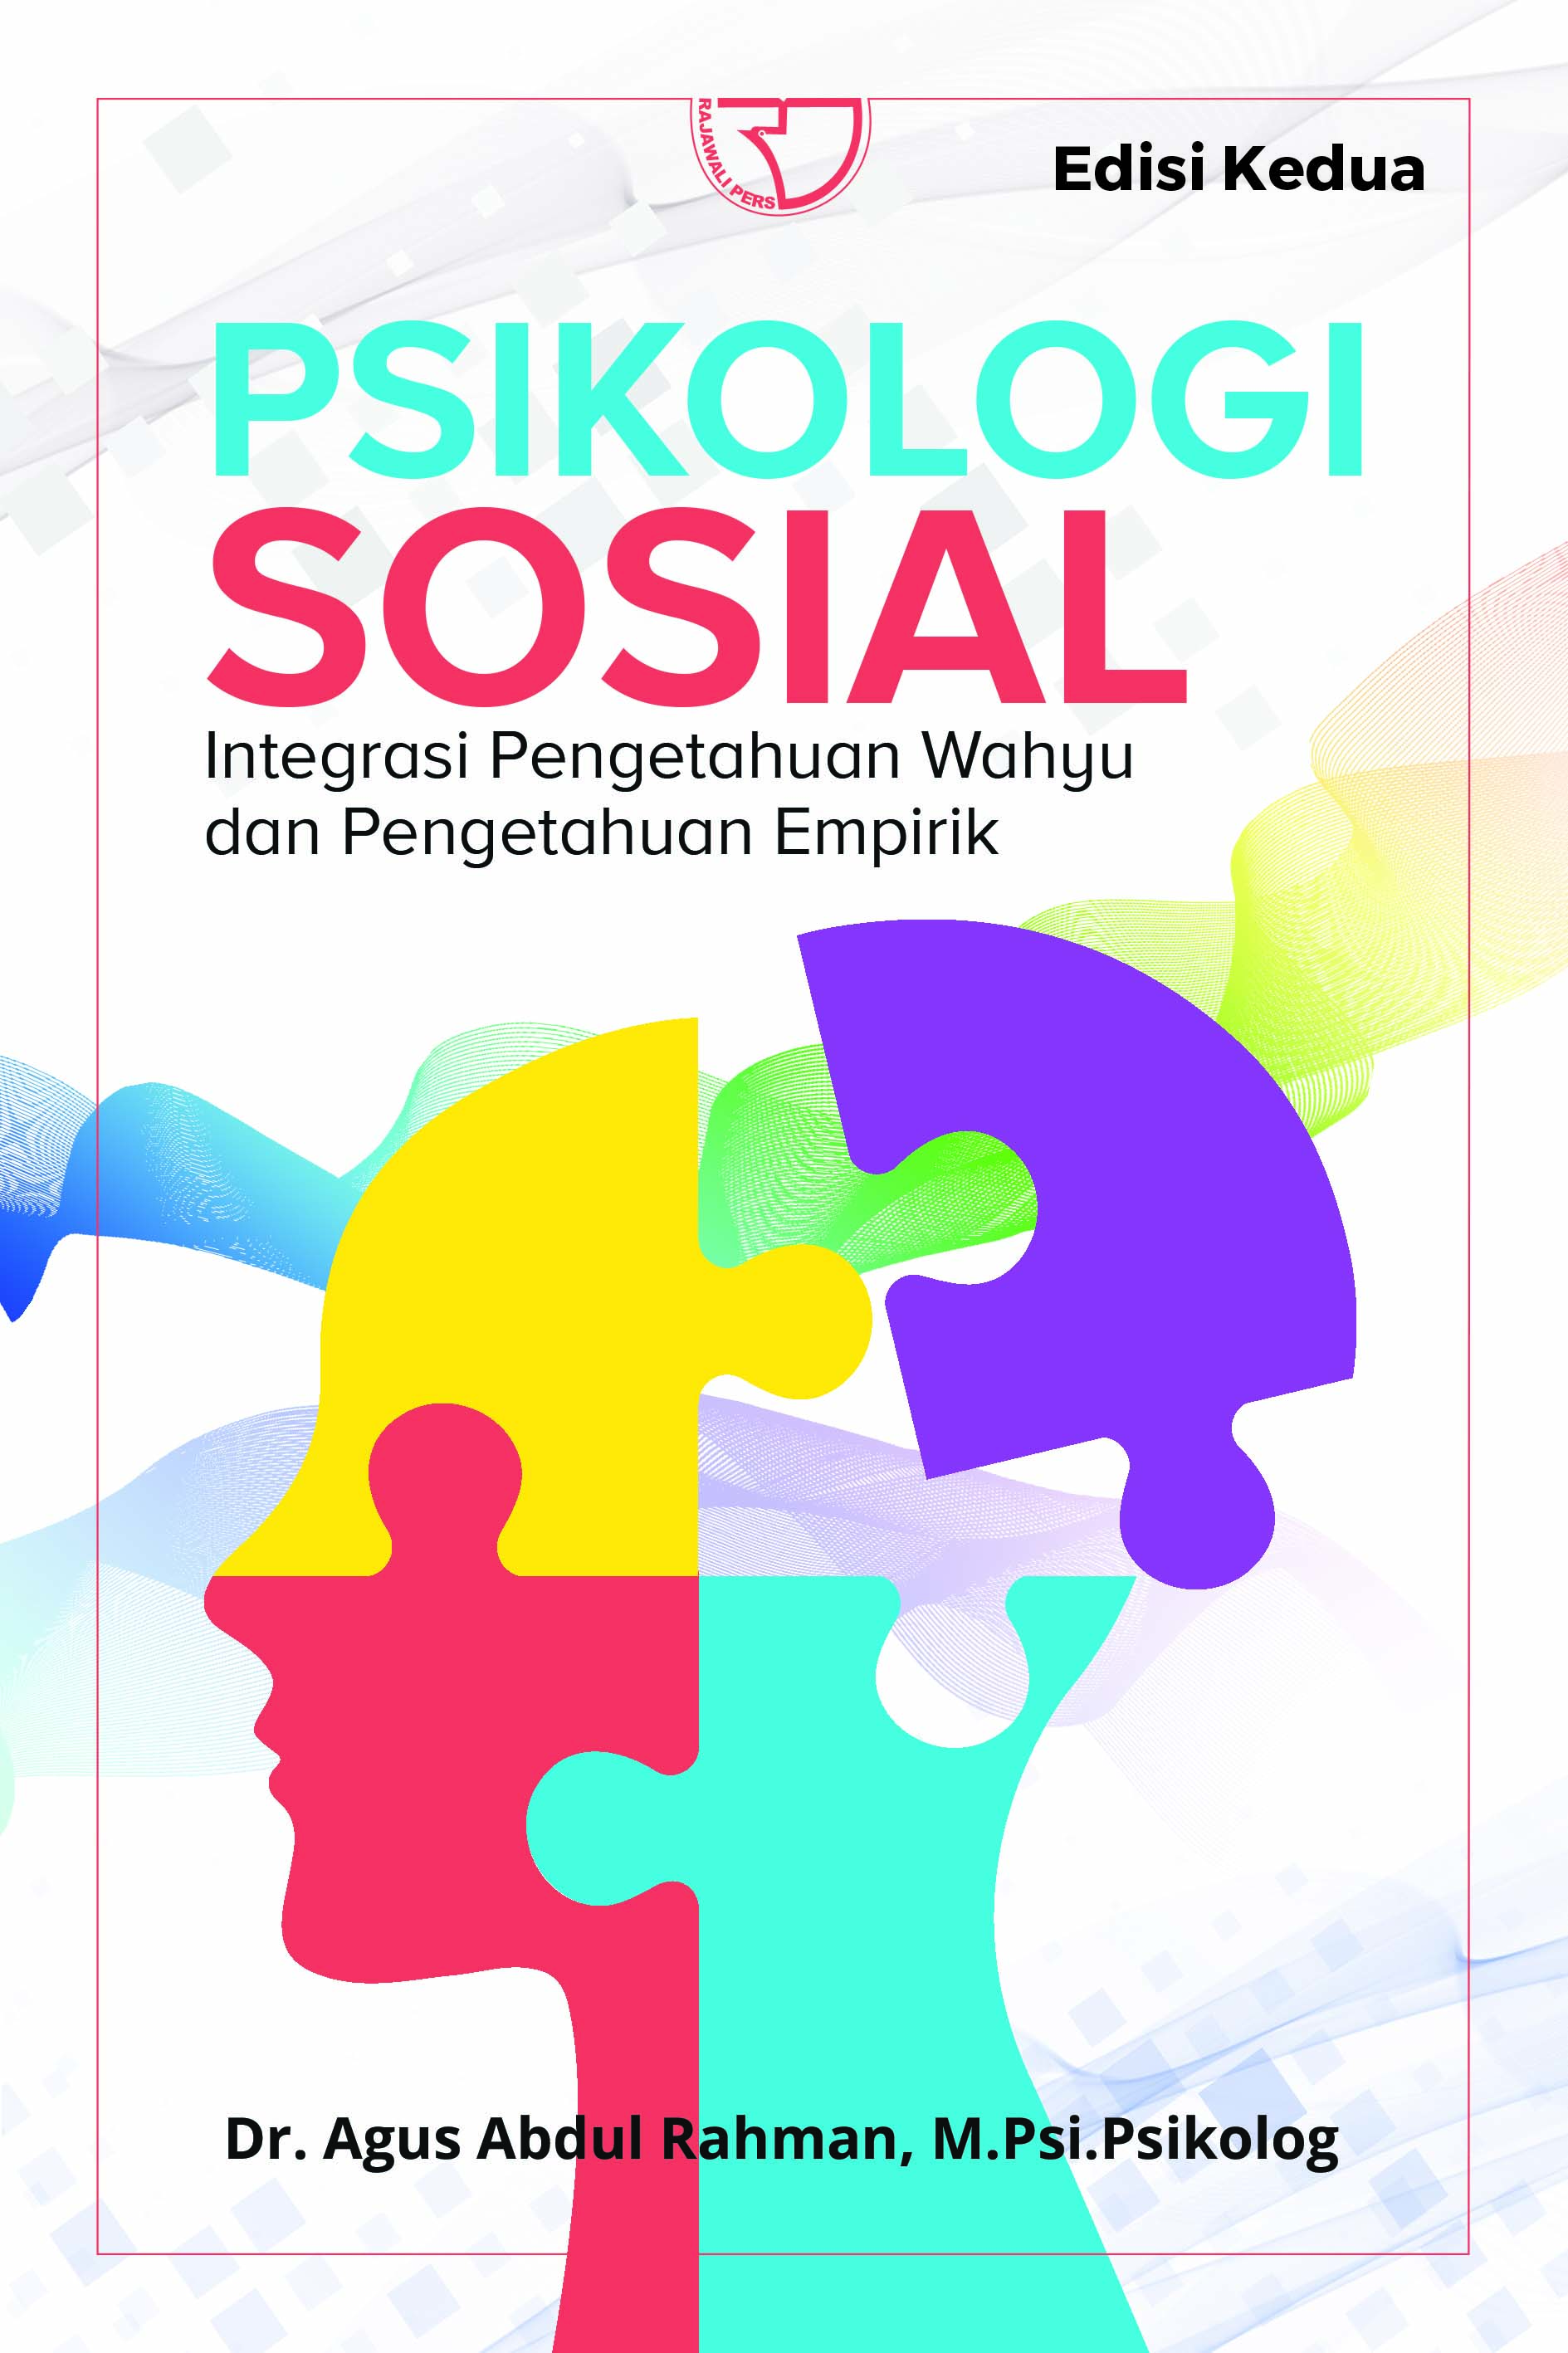 RAJAWALI PERS
Edisi Kedua
PSIKOLOGI
SOSIAL
Integrasi Pengetahuan Wahyu
dan Pengetahuan Empirik
Dr. Agus Abdul Rahman, M.Psi.Psikolog